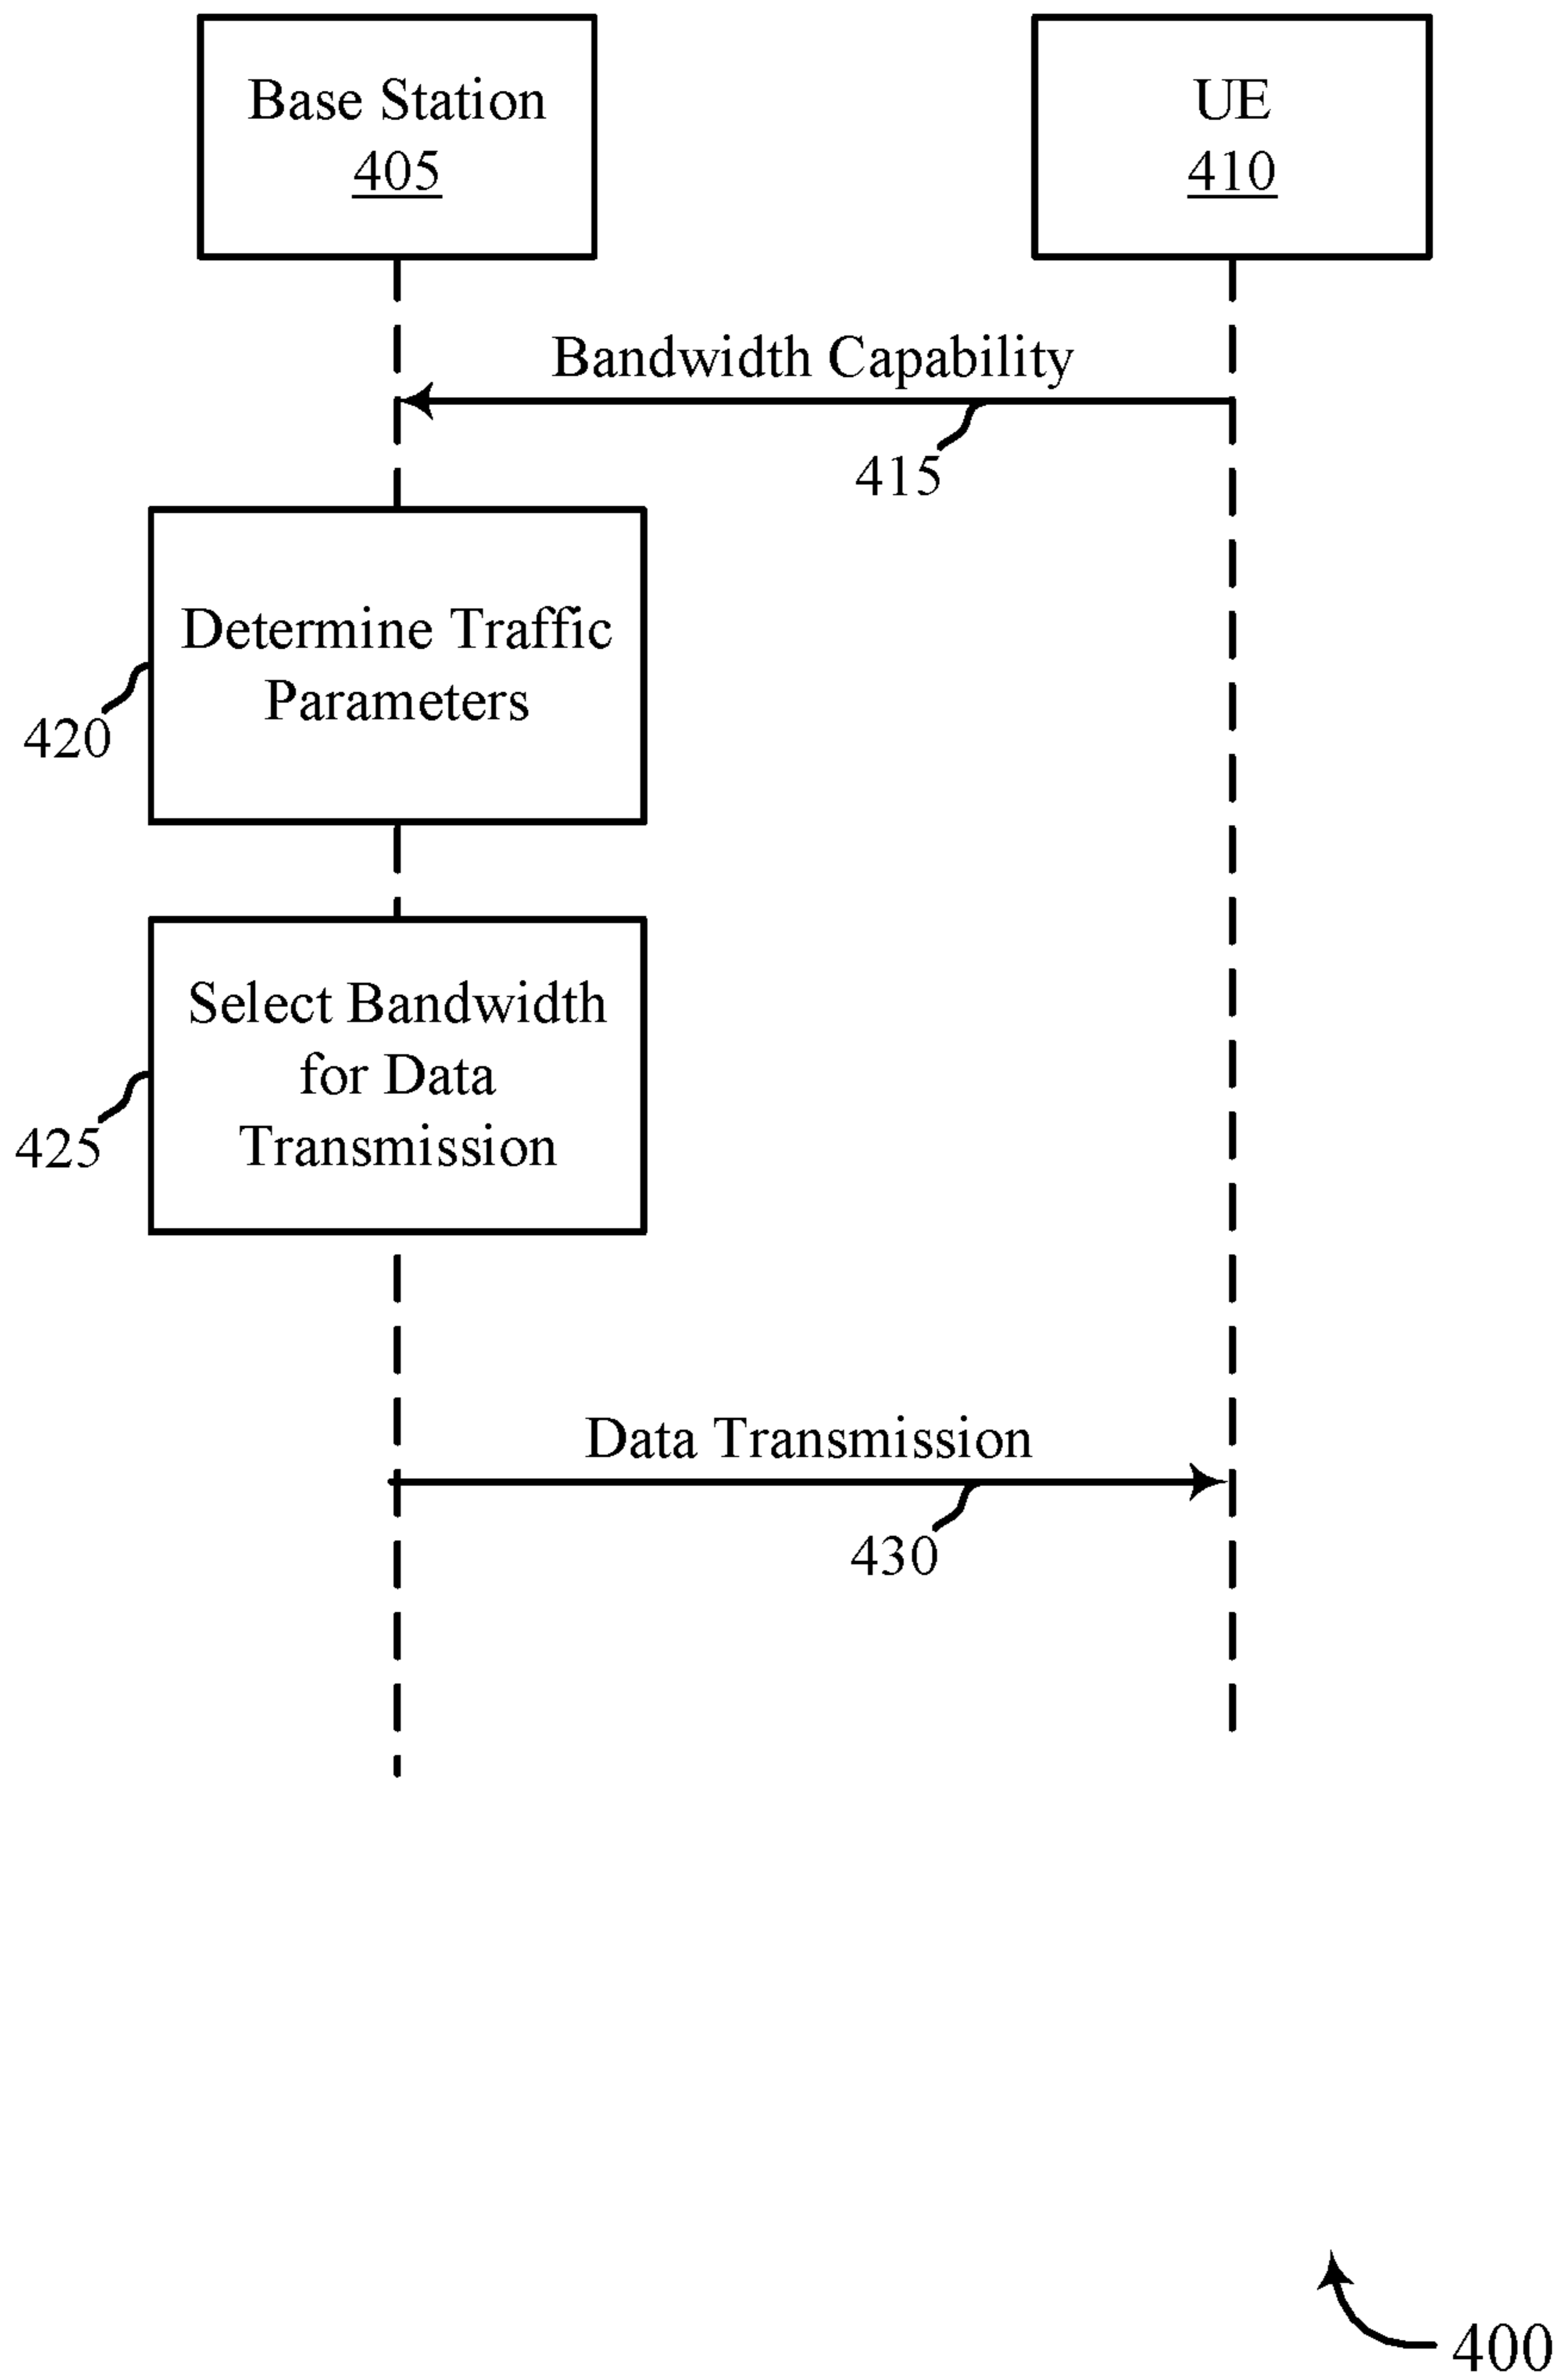 Base Station
405
UE
410
Bandwidth Capability
415
Determine Traffic
Parameters
420
Select Bandwidth
for Data
Transmission
425
Data Transmission
430
400